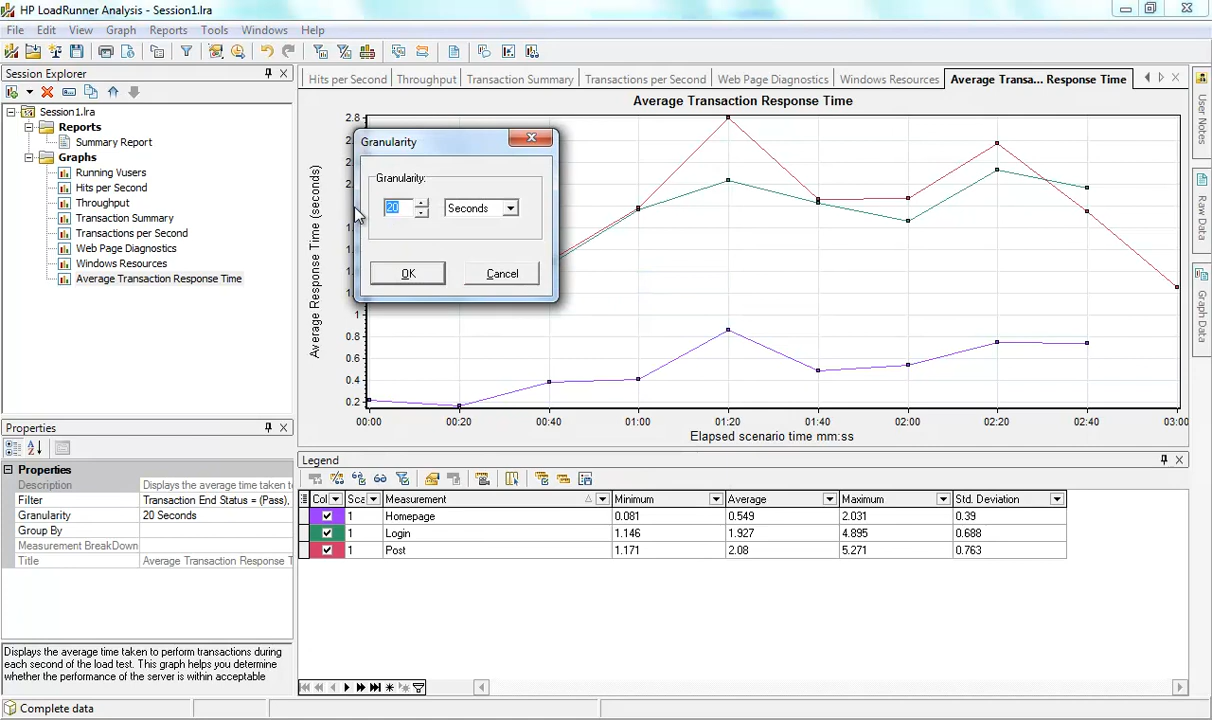 HP LoadRunner Analysis - Session1.lra
File Edit View Graph Reports Tools Windows Help
Session Explorer
Session1.lra
Reports
Summary Report
Graphs
Running Vusers
Hits per Second
Throughput
Transaction Summary
Transactions per Second
Web Page Diagnostics
Windows Resources
Average Transaction Response Time
Properties
Properties
Description Displays the average time taken
Filter Transaction End Status = (Pass),
Granularity 20 Seconds
Group By
Measurement BreakDown
Title Average Transaction Response T
Displays the average time taken to perform transactions during
each second of the load test. This graph helps you determine
whether the performance of the server is within acceptable
Complete data
Hits per Second Throughput Transaction Summary Transactions per Second Web Page Diagnostics Windows Resources Average Transa... Response Time
Average Transaction Response Time
Average Response Time (seconds)
2.8
1
0.8
0.6
0.4
0.2
00:00 00:20 00:40 01:00 01:20 01:40 02:00 02:20 02:40 03:00
Elapsed scenario time mm:ss
Granularity
Granularity:
20 Seconds
OK Cancel
Legend
Col Sca Measurement Minimum Average Maximum Std. Deviation
1 Homepage 0.081 0.549 2.031 0.39
1 Login 1.146 1.927 4.895 0.688
1 Post 1.171 2.08 5.271 0.763
User Notes
Raw Data
Graph Data